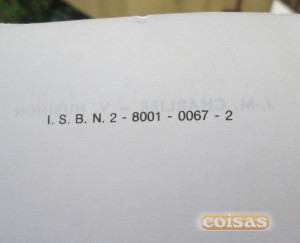 I. S. B. N. 2 - 8001 - 0067 - 2
coisas